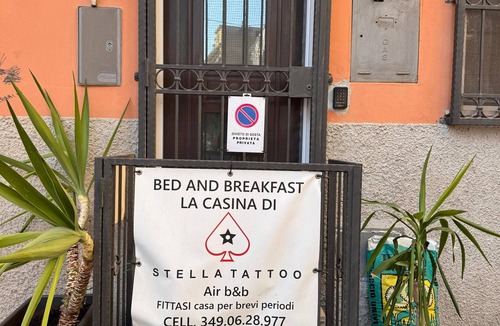 GAS
DIVIETO DI SOSTA
PROPRIETÀ
PRIVATA
BED AND BREAKFAST
LA CASINA DI
STELLA TATTOO
Air b&b
FITTASI casa per brevi periodi
CELL. 349.06.28.977